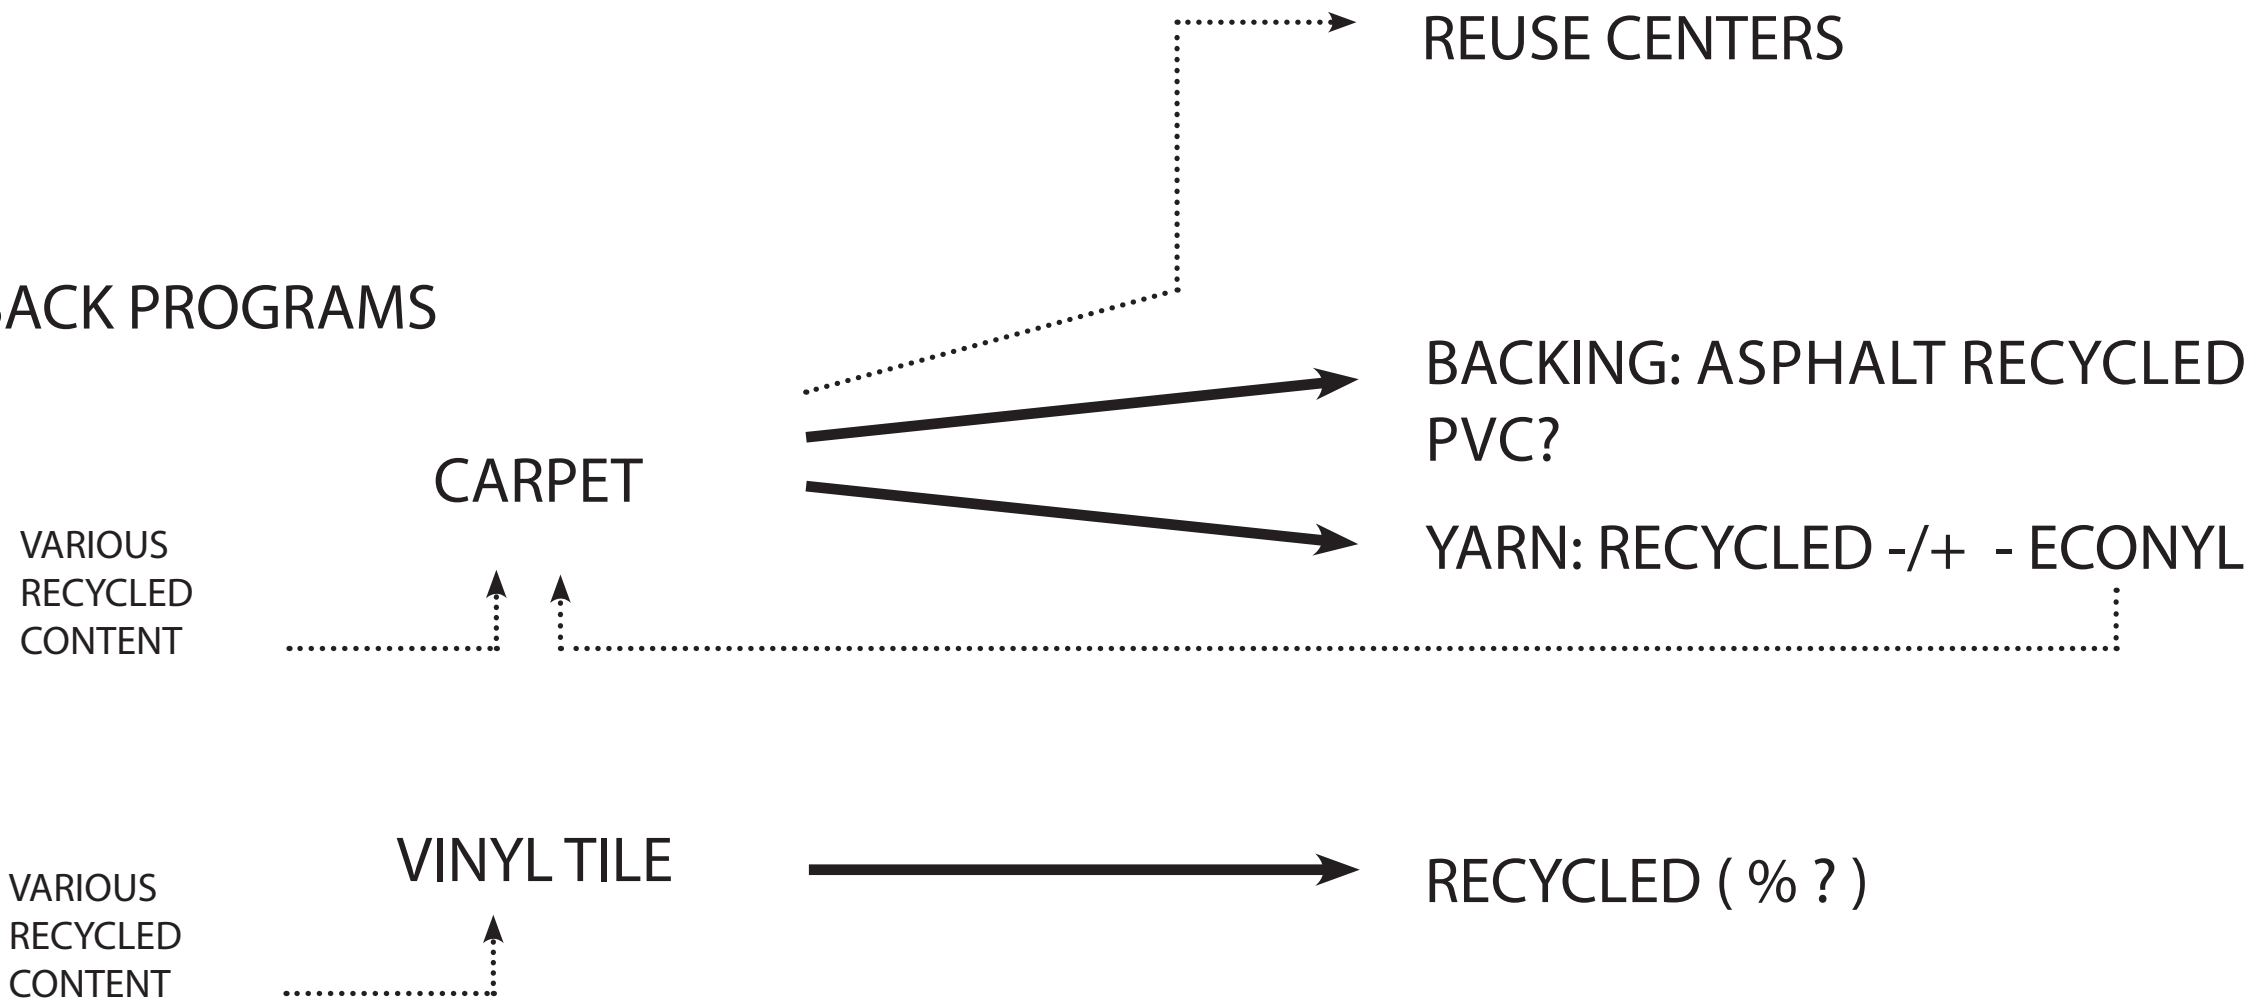 REUSE CENTERS
BACK PROGRAMS
BACKING: ASPHALT RECYCLED
PVC?
CARPET
YARN: RECYCLED -/+  - ECONYL
VARIOUS
RECYCLED
CONTENT
VINYL TILE
RECYCLED ( % ? )
VARIOUS
RECYCLED
CONTENT